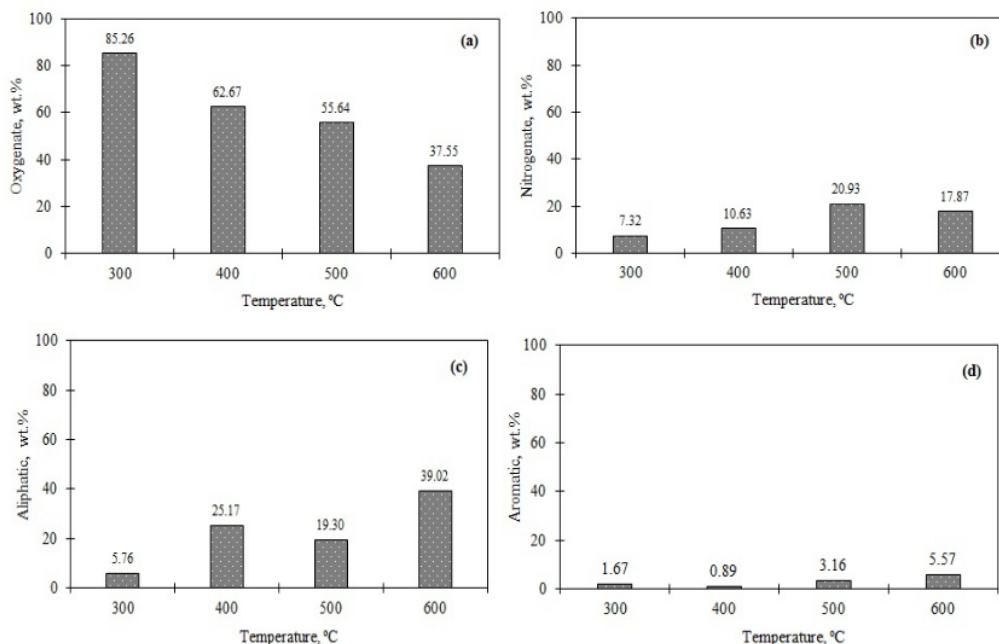 100
80
60
40
20
0
Oxygenate, wt.%
85.26
62.67
55.64
37.55
(a)
300 400 500 600
Temperature, ⁰C
100
80
60
40
20
0
Nitrogenate, wt.%
7.32
10.63
20.93
17.87
(b)
300 400 500 600
Temperature, ⁰C
100
80
60
40
20
0
Aliphatic, wt.%
5.76
25.17
19.30
39.02
(c)
300 400 500 600
Temperature, ⁰C
100
80
60
40
20
0
Aromatic, wt.%
1.67
0.89
3.16
5.57
(d)
300 400 500 600
Temperature, ⁰C